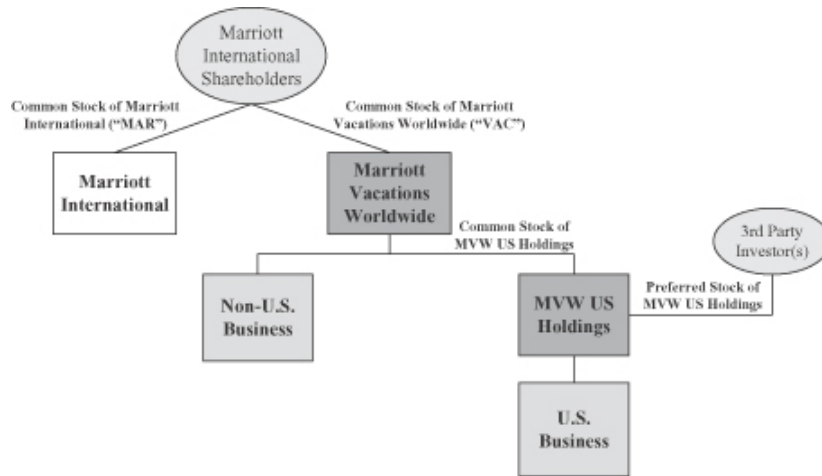 Marriott
International
Shareholders
Common Stock of Marriott
International (“MAR”)
Common Stock of Marriott
Vacations Worldwide (“VAC”)
Marriott
International
Marriott
Vacations
Worldwide
Common Stock of
MVW US Holdings
3rd Party
Investor(s)
Non-U.S.
Business
MVW US
Holdings
Preferred Stock of
MVW US Holdings
U.S.
Business